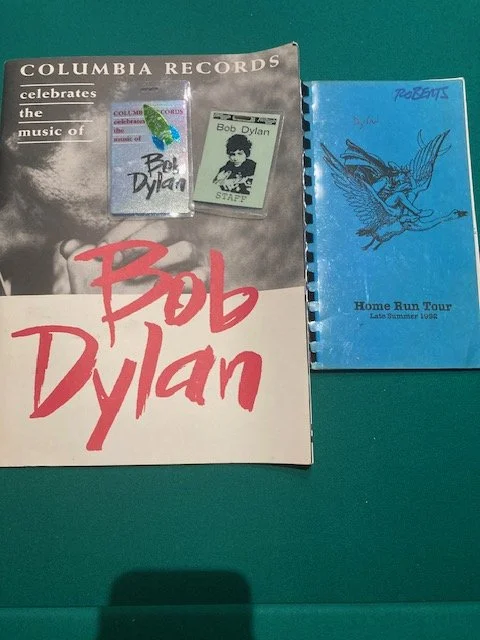 COLUMBIA RECORDS
celebrates
the
music of
Bob
Dylan
COLUMBIA RECORDS
celebrates
the
music of
Bob
Dylan
Bob Dylan
STAFF
ROBERTS
Dylan
Home Run Tour
Late Summer 1992